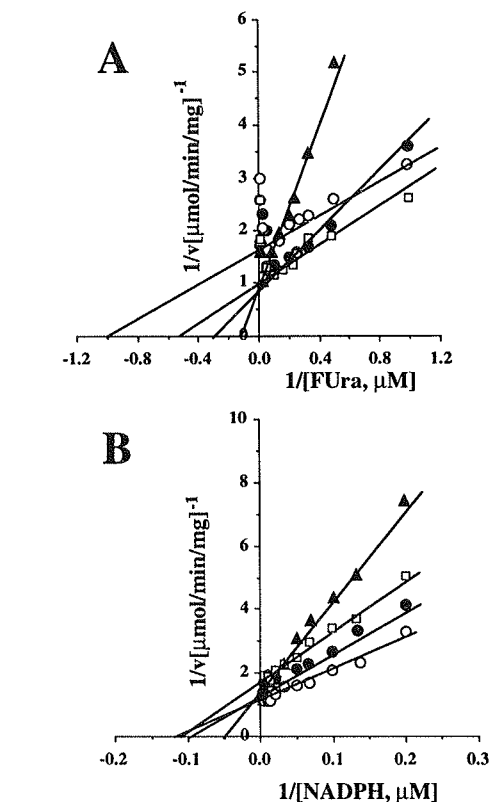 A
1/v[μmol/min/mg]-1
6
5
4
3
2
1
0
-1.2 -0.8 -0.4 0.0 0.4 0.8 1.2
1/[FUra, μM]
B
1/v[μmol/min/mg]-1
10
8
6
4
2
0
-0.2 -0.1 0.0 0.1 0.2 0.3
1/[NADPH, μM]